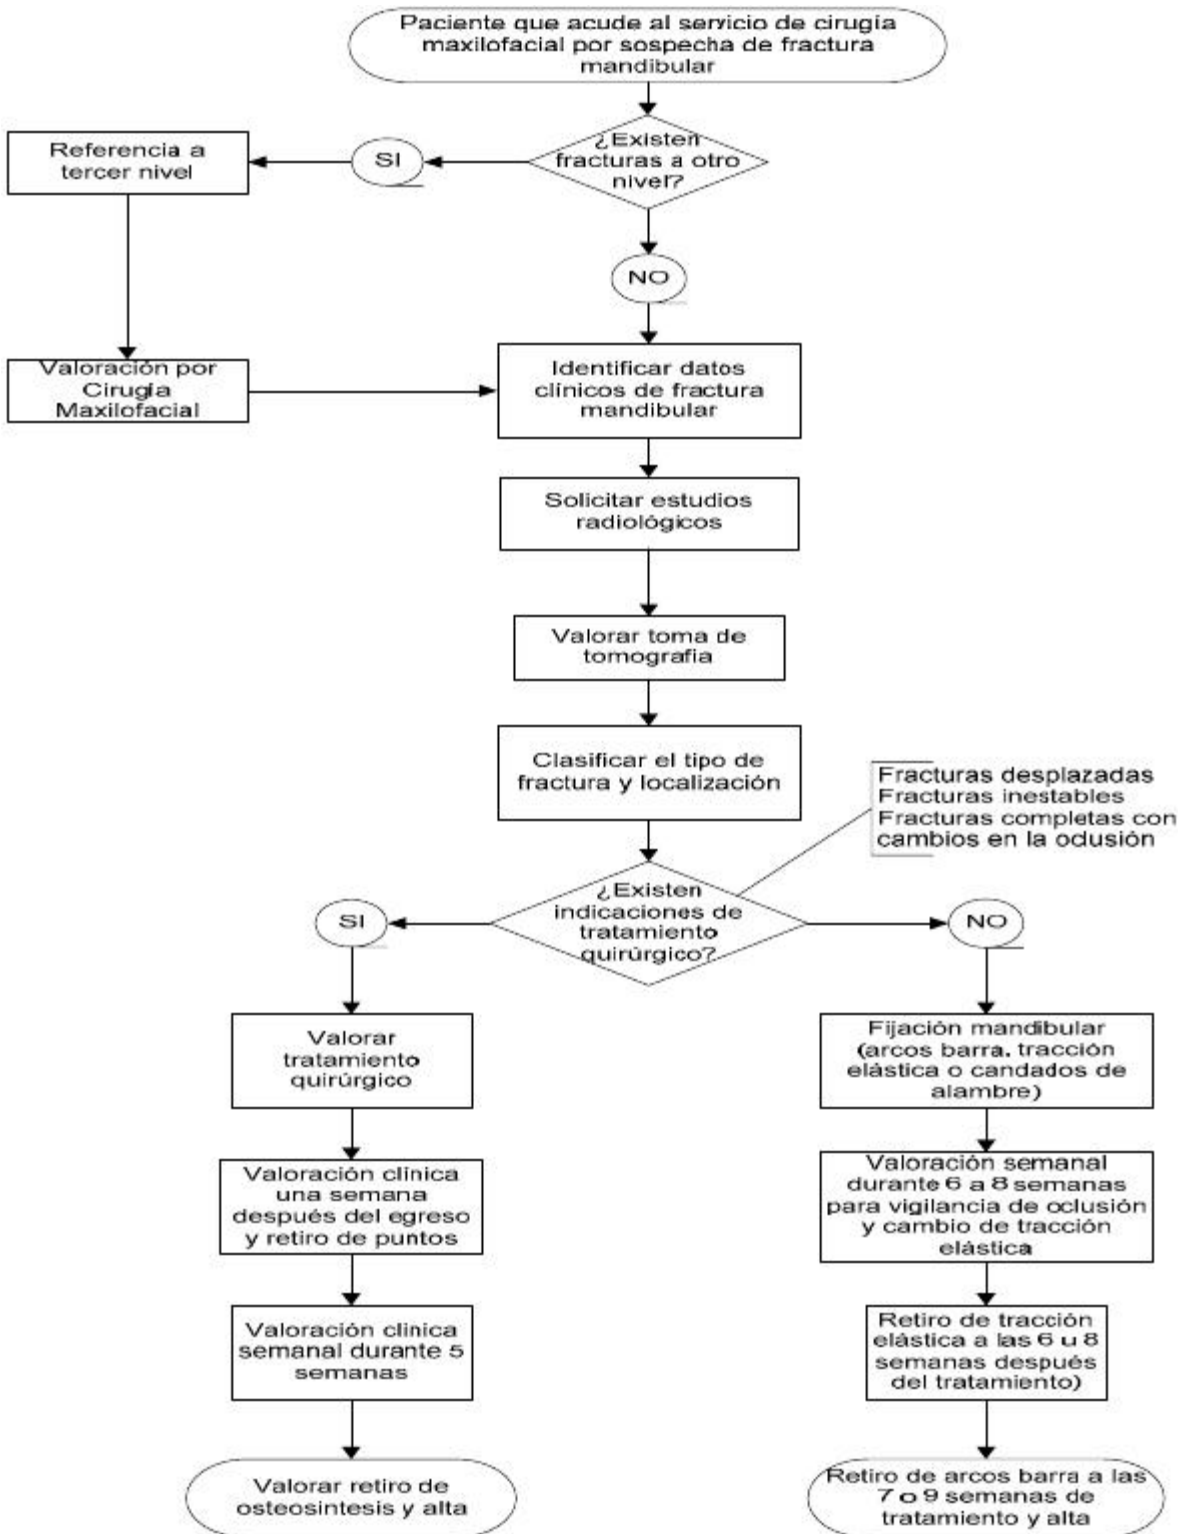 Paciente que acude al servicio de cirugía
maxilofacial por sospecha de fractura
mandibular
¿Existen
fracturas a otro
nivel?
SI
Referencia a
tercer nivel
NO
Valoración por
Cirugía
Maxilofacial
Identificar datos
clínicos de fractura
mandibular
Solicitar estudios
radiológicos
Valorar toma de
tomografia
Clasificar el tipo de
fractura y localización
Fracturas desplazadas
Fracturas inestables
Fracturas completas con
cambios en la oclusión
¿Existen
indicaciones de
tratamiento
quirúrgico?
SI
NO
Valorar
tratamiento
quirúrgico
Valoración clínica
una semana
después del egreso
y retiro de puntos
Valoración clínica
semanal durante 5
semanas
Valorar retiro de
osteosintesis y alta
Fijación mandibular
(arcos barra, tracción
elástica o candados de
alambre)
Valoración semanal
durante 6 a 8 semanas
para vigilancia de oclusión
y cambio de tracción
elástica
Retiro de tracción
elástica a las 6 u 8
semanas después
del tratamiento)
Retiro de arcos barra a las
7 o 9 semanas de
tratamiento y alta